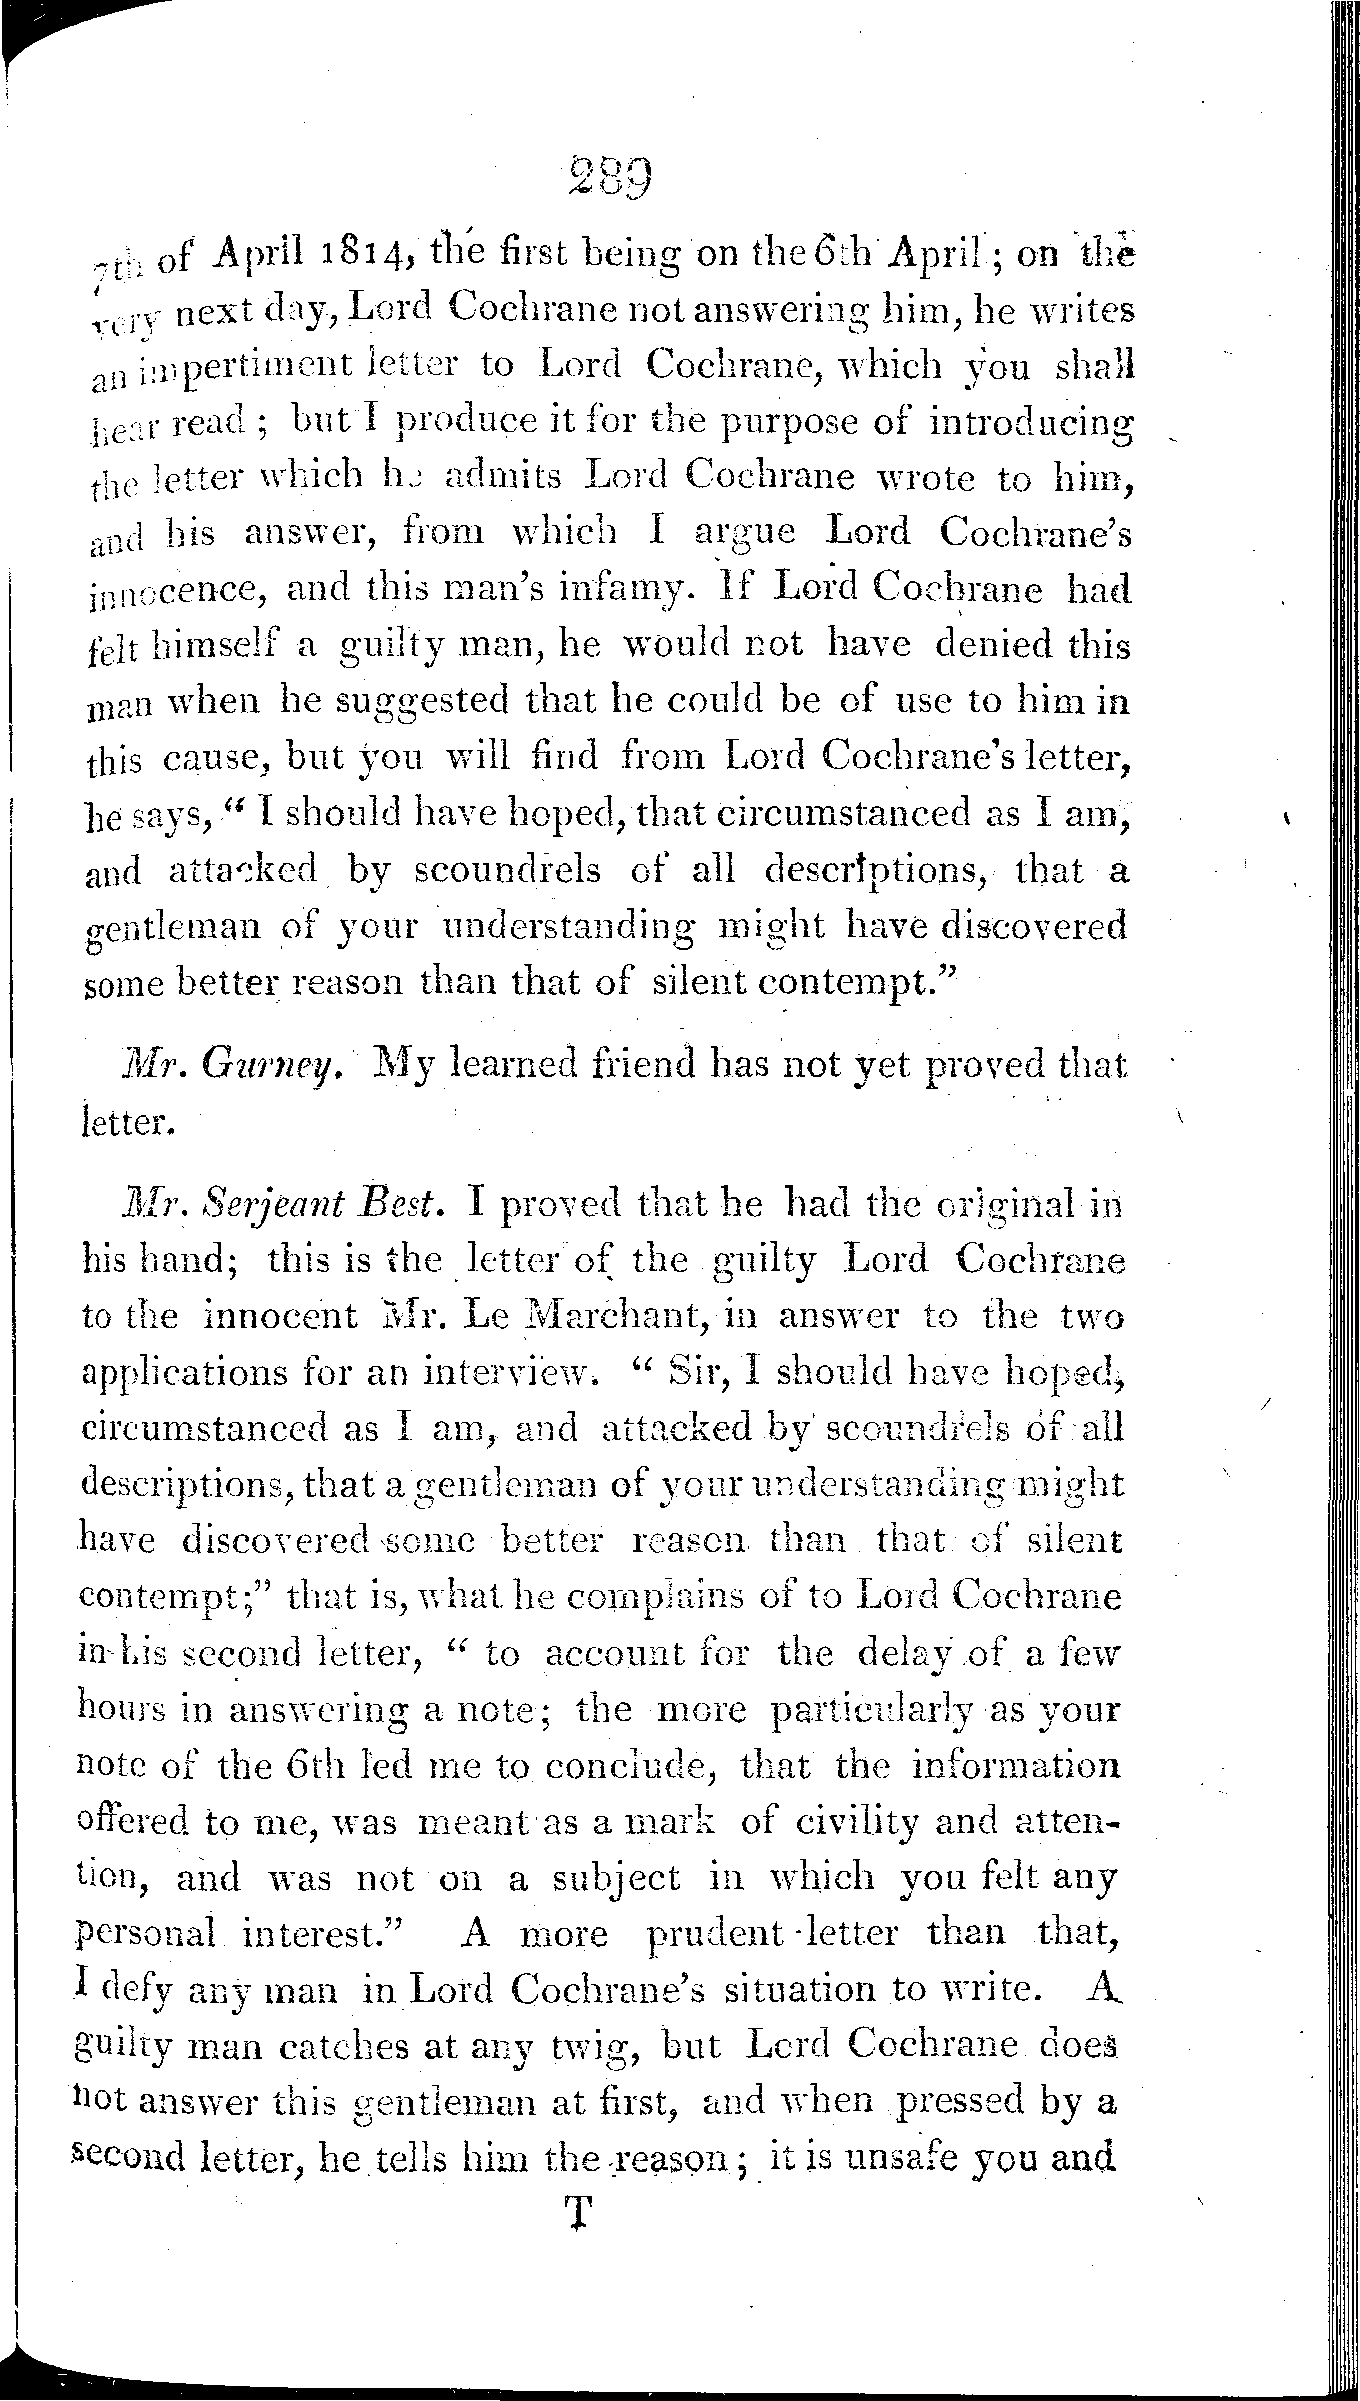 289
7th of April 1814, the first being on the 6th April; on the
very next day, Lord Cochrane not answering him, he writes
an impertiment letter to Lord Cochrane, which you shall
hear read; but I produce it for the purpose of introducing
the letter which he admits Lord Cochrane wrote to him,
and his answer, from which I argue Lord Cochrane's
innocence, and this man's infamy. If Lord Cochrane had
felt himself a guilty man, he would not have denied this
man when he suggested that he could be of use to him in
this cause, but you will find from Lord Cochrane's letter,
he says, "I should have hoped, that circumstanced as I am,
and attacked by scoundrels of all descriptions, that a
gentleman of your understanding might have discovered
some better reason than that of silent contempt."
Mr. Gurney. My learned friend has not yet proved that
letter.
Mr. Serjeant Best. I proved that he had the original in
his hand; this is the letter of the guilty Lord Cochrane
to the innocent Mr. Le Marchant, in answer to the two
applications for an interview. "Sir, I should have hoped,
circumstanced as I am, and attacked by scoundrels of all
descriptions, that a gentleman of your understanding might
have discovered some better reason than that of silent
contempt;" that is, what he complains of to Lord Cochrane
in his second letter, "to account for the delay of a few
hours in answering a note; the more particularly as your
note of the 6th led me to conclude, that the information
offered to me, was meant as a mark of civility and atten-
tion, and was not on a subject in which you felt any
personal interest." A more prudent letter than that,
I defy any man in Lord Cochrane's situation to write. A
guilty man catches at any twig, but Lord Cochrane does
not answer this gentleman at first, and when pressed by a
second letter, he tells him the reason; it is unsafe you and
T